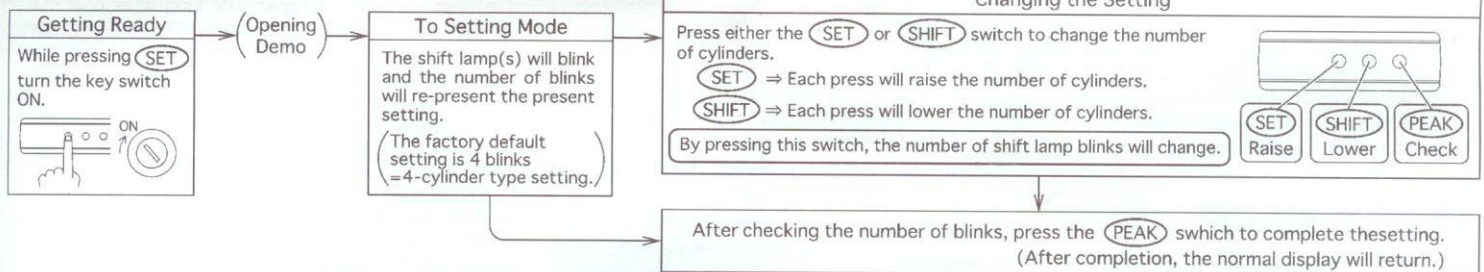 Changing the Setting
Getting Ready
While pressing SET
turn the key switch
ON.
ON
(Opening
Demo)
To Setting Mode
The shift lamp(s) will blink
and the number of blinks
will re-present the present
setting.
(The factory default
setting is 4 blinks
=4-cylinder type setting.)
Press either the SET or SHIFT switch to change the number
of cylinders.
SET ⇒ Each press will raise the number of cylinders.
SHIFT ⇒ Each press will lower the number of cylinders.
By pressing this switch, the number of shift lamp blinks will change.
SET
Raise
SHIFT
Lower
PEAK
Check
After checking the number of blinks, press the PEAK swhich to complete thesetting.
(After completion, the normal display will return.)